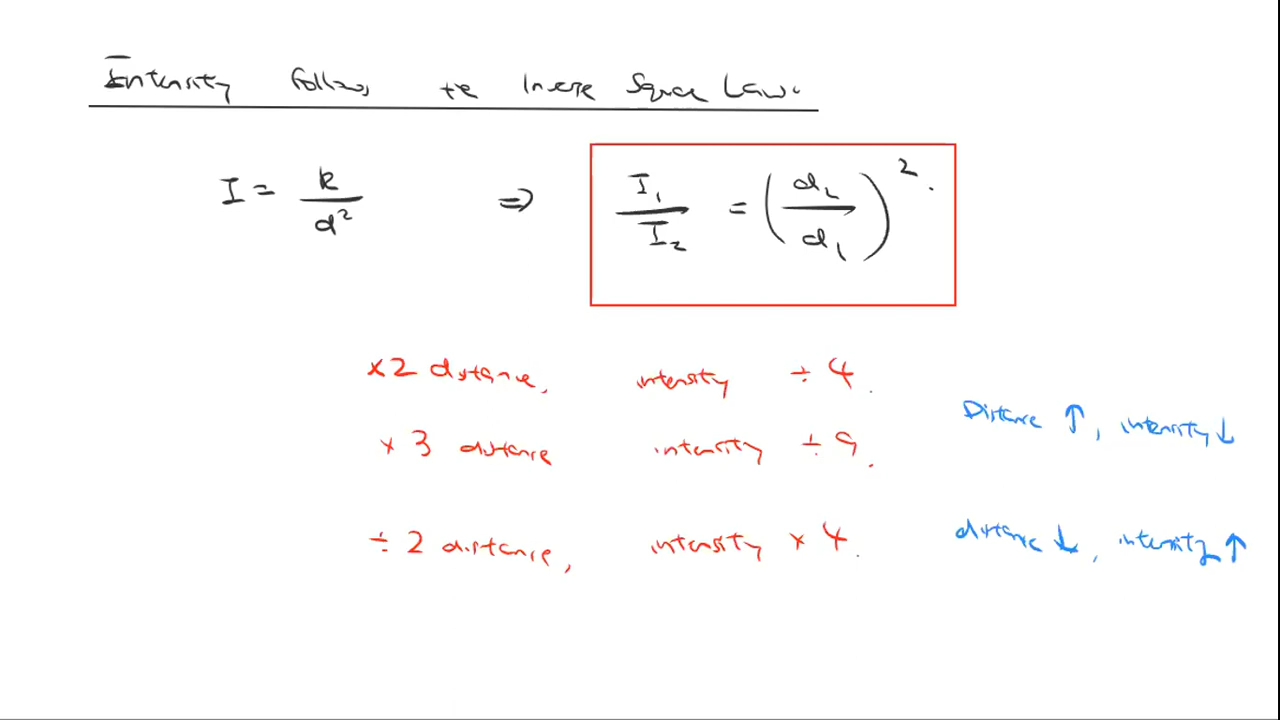 Intensity follows the Inverse Square Law.
I = k / d² ⇒ I₁ / I₂ = (d₂ / d₁)².
×2 distance, intensity ÷ 4.
×3 distance intensity ÷ 9.
Distance ↑, intensity ↓
÷ 2 distance, intensity × 4.
distance ↓, intensity ↑